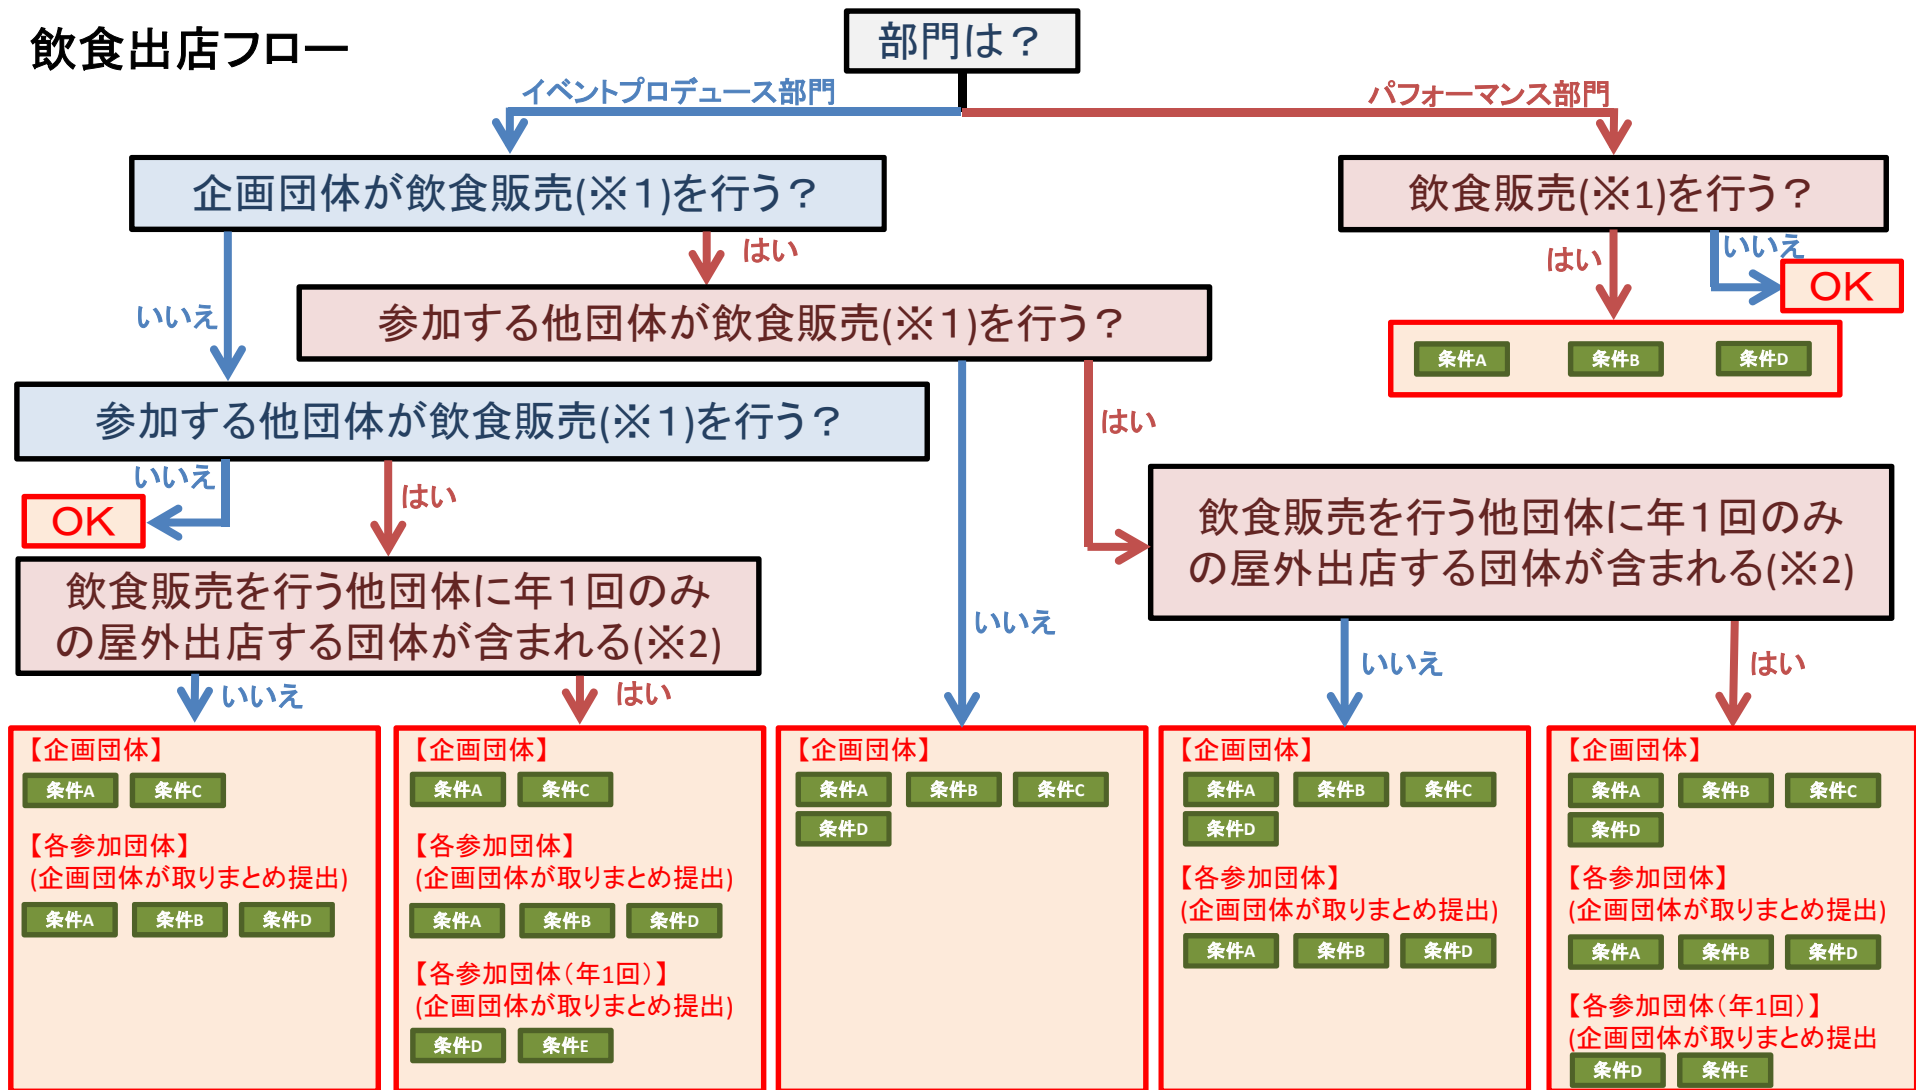 飲食出店フロー
部門は？
イベントプロデュース部門
パフォーマンス部門
企画団体が飲食販売(※１)を行う？
飲食販売(※1)を行う？
はい
はい
いいえ
OK
いいえ
参加する他団体が飲食販売(※１)を行う？
条件A 条件B 条件D
参加する他団体が飲食販売(※１)を行う？
はい
いいえ
OK
はい
飲食販売を行う他団体に年１回のみ
の屋外出店する団体が含まれる(※2)
飲食販売を行う他団体に年１回のみ
の屋外出店する団体が含まれる(※2)
いいえ
いいえ
はい
いいえ
はい
【企画団体】
条件A 条件C
【各参加団体】
(企画団体が取りまとめ提出)
条件A 条件B 条件D
【企画団体】
条件A 条件C
【各参加団体】
(企画団体が取りまとめ提出)
条件A 条件B 条件D
【各参加団体（年1回）】
(企画団体が取りまとめ提出)
条件D 条件E
【企画団体】
条件A 条件B 条件C
条件D
【企画団体】
条件A 条件B 条件C
条件D
【各参加団体】
(企画団体が取りまとめ提出)
条件A 条件B 条件D
【企画団体】
条件A 条件B 条件C
条件D
【各参加団体】
(企画団体が取りまとめ提出)
条件A 条件B 条件D
【各参加団体（年1回）】
(企画団体が取りまとめ提出
条件D 条件E